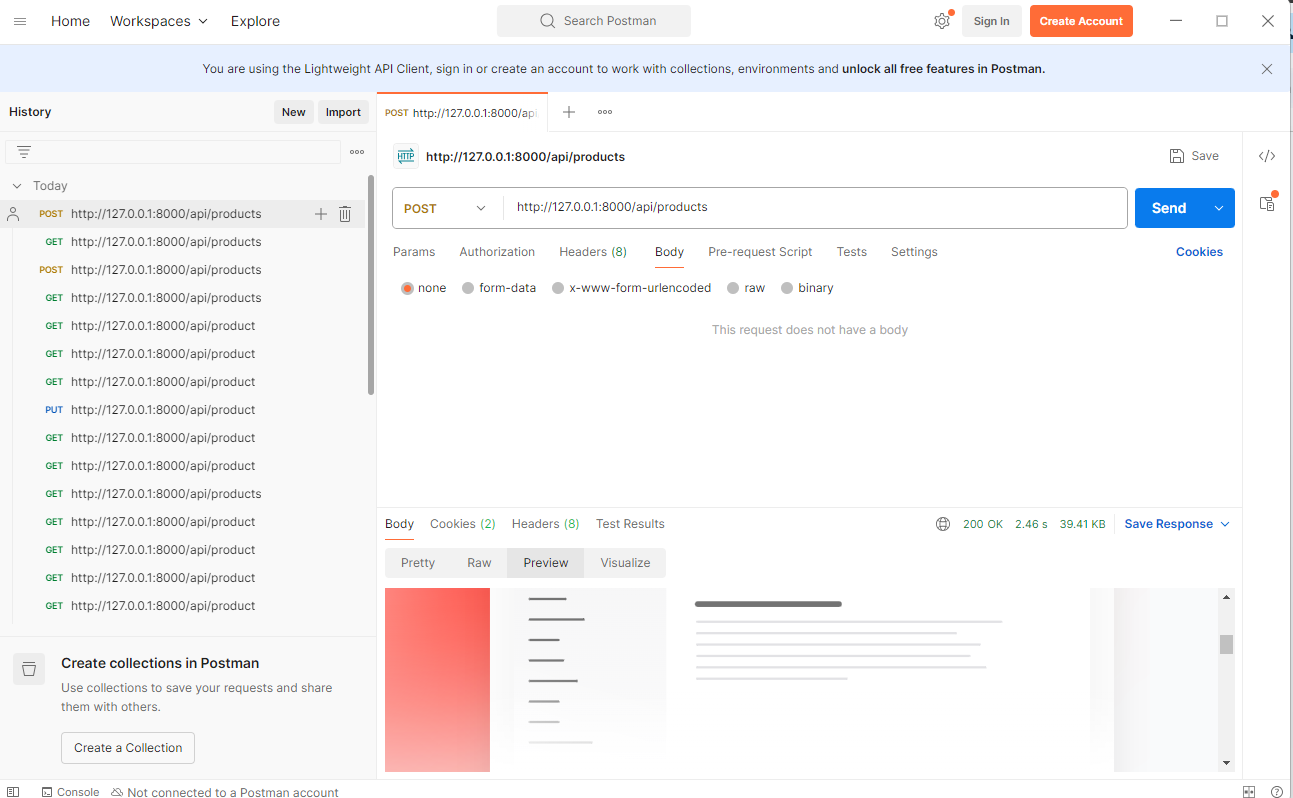 Home Workspaces Explore Search Postman Sign In Create Account
You are using the Lightweight API Client, sign in or create an account to work with collections, environments and unlock all free features in Postman.
History New Import
Today
POST http://127.0.0.1:8000/api/products
GET http://127.0.0.1:8000/api/products
POST http://127.0.0.1:8000/api/products
GET http://127.0.0.1:8000/api/products
GET http://127.0.0.1:8000/api/product
GET http://127.0.0.1:8000/api/product
GET http://127.0.0.1:8000/api/product
PUT http://127.0.0.1:8000/api/product
GET http://127.0.0.1:8000/api/product
GET http://127.0.0.1:8000/api/product
GET http://127.0.0.1:8000/api/products
GET http://127.0.0.1:8000/api/product
GET http://127.0.0.1:8000/api/product
GET http://127.0.0.1:8000/api/product
GET http://127.0.0.1:8000/api/product
Create collections in Postman
Use collections to save your requests and share
them with others.
Create a Collection
POST http://127.0.0.1:8000/api
HTTP http://127.0.0.1:8000/api/products Save
POST http://127.0.0.1:8000/api/products Send
Params Authorization Headers (8) Body Pre-request Script Tests Settings Cookies
none form-data x-www-form-urlencoded raw binary
This request does not have a body
Body Cookies (2) Headers (8) Test Results 200 OK 2.46 s 39.41 KB Save Response
Pretty Raw Preview Visualize
Console Not connected to a Postman account